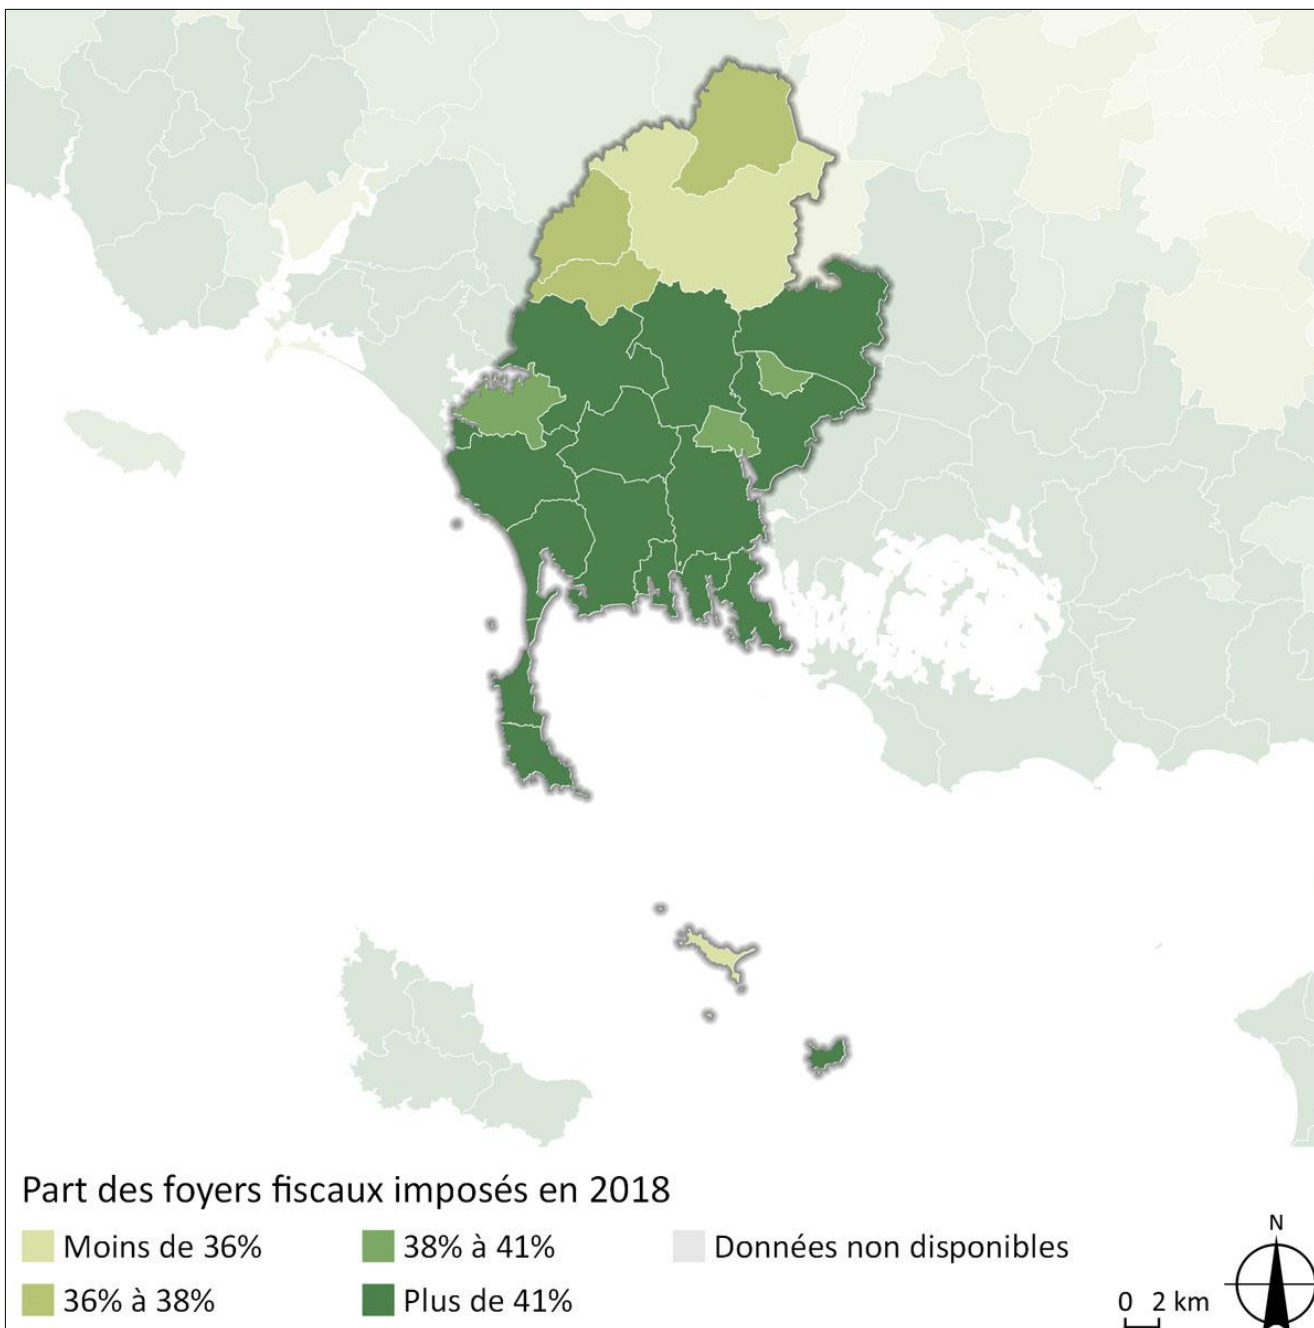 Part des foyers fiscaux imposés en 2018
Moins de 36%
36% à 38%
38% à 41%
Plus de 41%
Données non disponibles
N
0 2 km